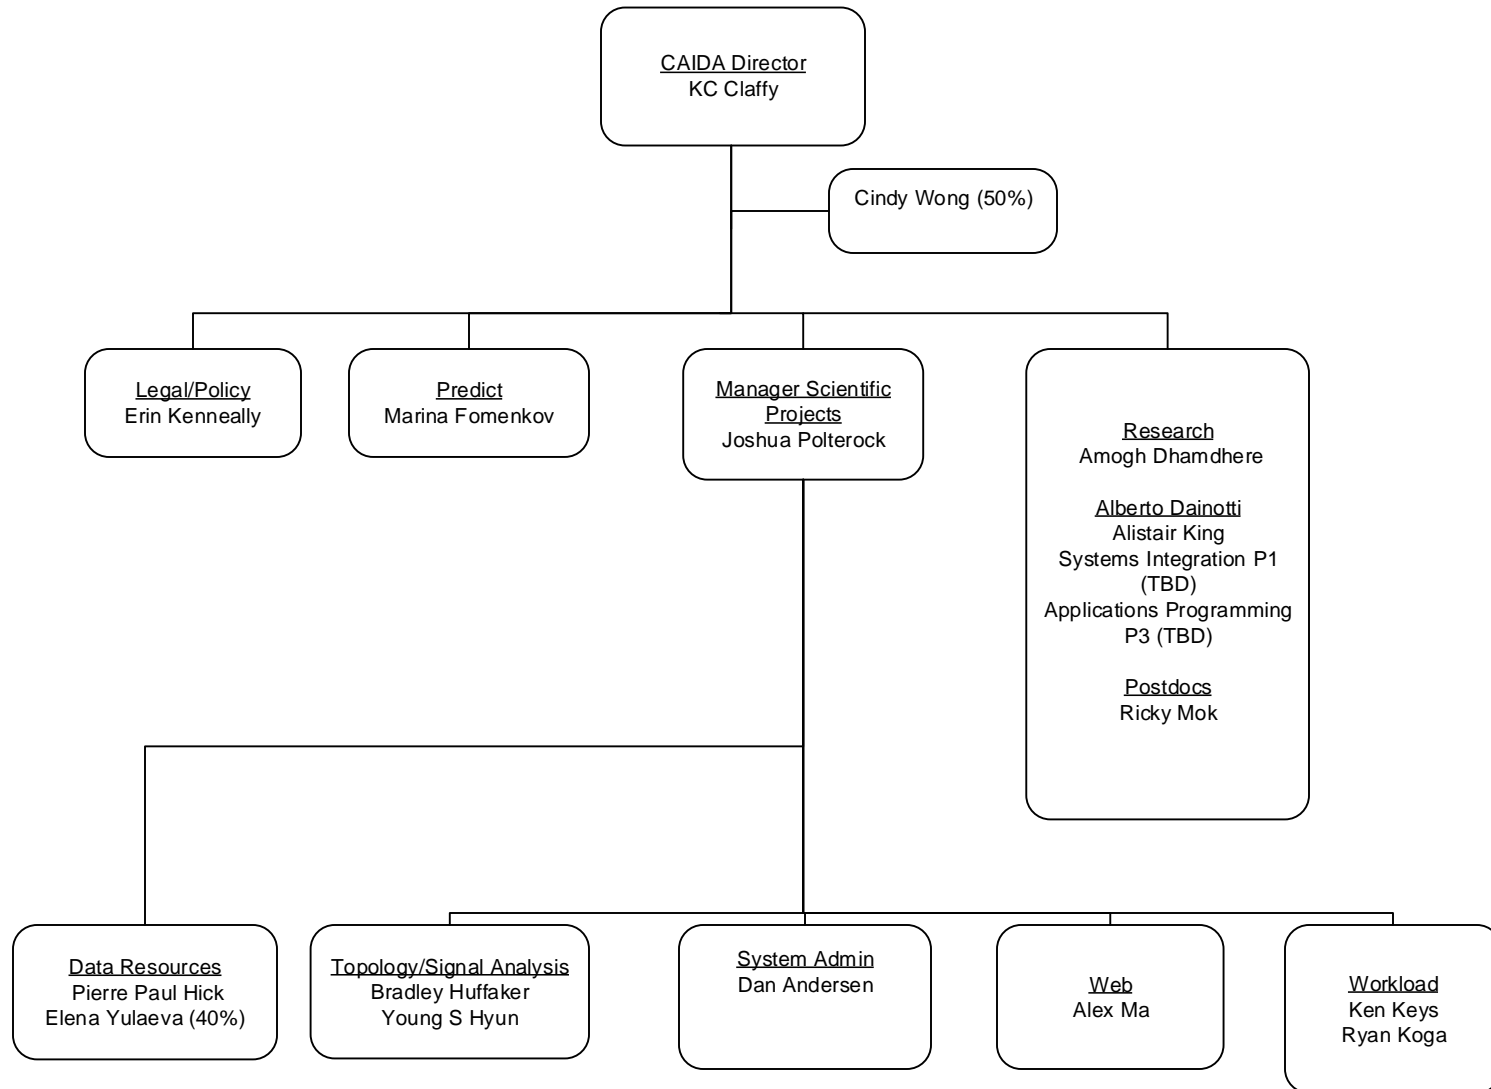 CAIDA Director
KC Claffy
Cindy Wong (50%)
Legal/Policy
Erin Kenneally
Predict
Marina Fomenkov
Manager Scientific
Projects
Joshua Polterock
Research
Amogh Dhamdhere
Alberto Dainotti
Alistair King
Systems Integration P1
(TBD)
Applications Programming
P3 (TBD)
Postdocs
Ricky Mok
Data Resources
Pierre Paul Hick
Elena Yulaeva (40%)
Topology/Signal Analysis
Bradley Huffaker
Young S Hyun
System Admin
Dan Andersen
Web
Alex Ma
Workload
Ken Keys
Ryan Koga